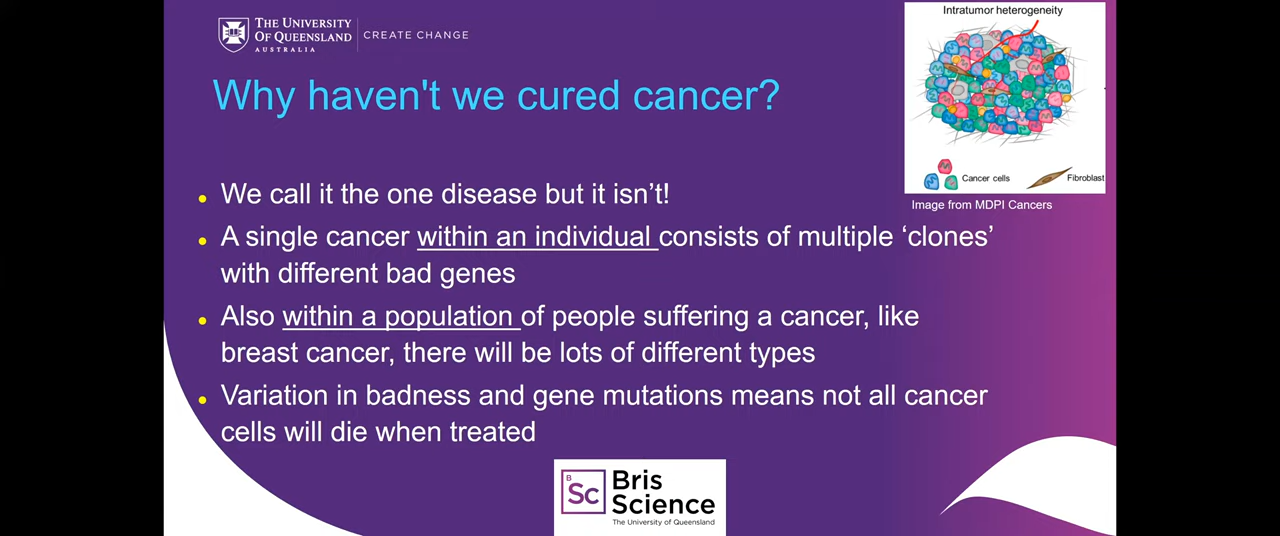 THE UNIVERSITY
OF QUEENSLAND
AUSTRALIA
CREATE CHANGE
Intratumor heterogeneity
Cancer cells
Fibroblast
Image from MDPI Cancers
Why haven't we cured cancer?
We call it the one disease but it isn’t!
A single cancer within an individual consists of multiple ‘clones’
with different bad genes
Also within a population of people suffering a cancer, like
breast cancer, there will be lots of different types
Variation in badness and gene mutations means not all cancer
cells will die when treated
B
Sc
Bris
Science
The University of Queensland